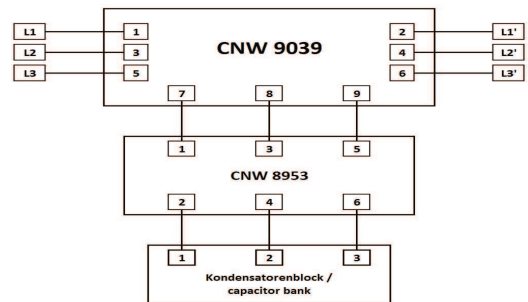 L1 1 2 L1'
L2 3 CNW 9039 4 L2'
L3 5 6 L3'
7 8 9
1 3 5
CNW 8953
2 4 6
1 2 3
Kondensatorenblock /
capacitor bank